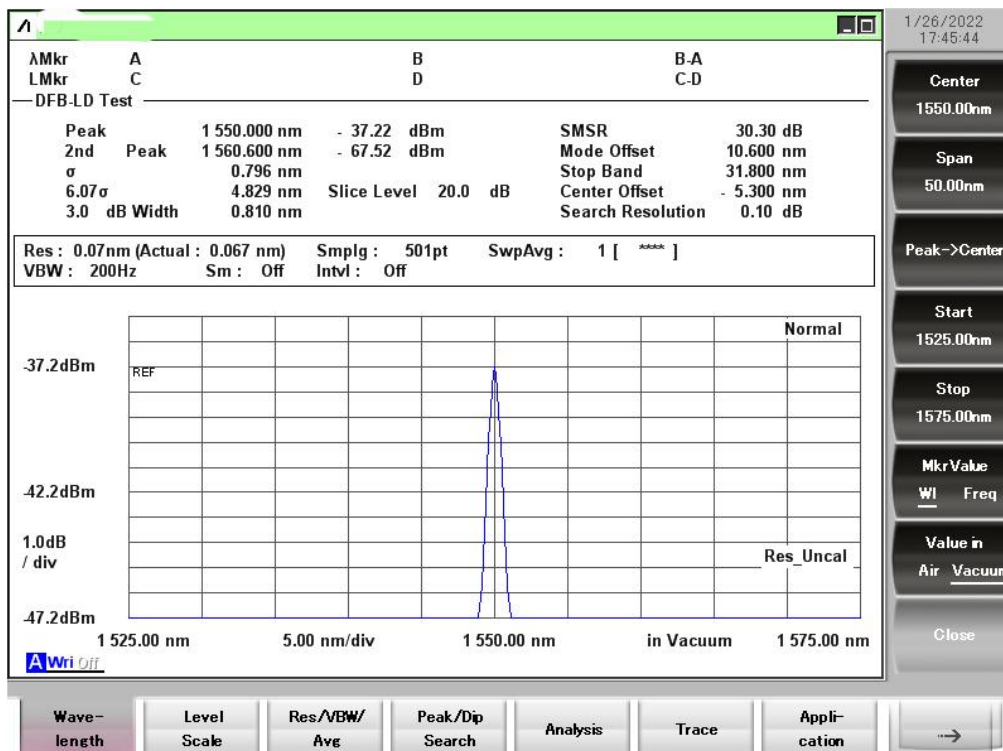 1/26/2022
17:45:44
λMkr A B B-A
LMkr C D C-D
DFB-LD Test
Peak 1 550.000 nm - 37.22 dBm SMSR 30.30 dB
2nd Peak 1 560.600 nm - 67.52 dBm Mode Offset 10.600 nm
σ 0.796 nm Stop Band 31.800 nm
6.07σ 4.829 nm Slice Level 20.0 dB Center Offset - 5.300 nm
3.0 dB Width 0.810 nm Search Resolution 0.10 dB
Res : 0.07nm (Actual : 0.067 nm) Smplg : 501pt SwpAvg : 1 [ **** ]
VBW : 200Hz Sm : Off Intvl : Off
Normal
-37.2dBm
REF
-42.2dBm
1.0dB
/ div
Res_Uncal
-47.2dBm
1 525.00 nm 5.00 nm/div 1 550.00 nm in Vacuum 1 575.00 nm
A Wri Off
Center
1550.00nm
Span
50.00nm
Peak->Center
Start
1525.00nm
Stop
1575.00nm
MkrValue
Wl Freq
Value in
Air Vacuum
Close
Wave-
length
Level
Scale
Res/VBW/
Avg
Peak/Dip
Search
Analysis
Trace
Appli-
cation